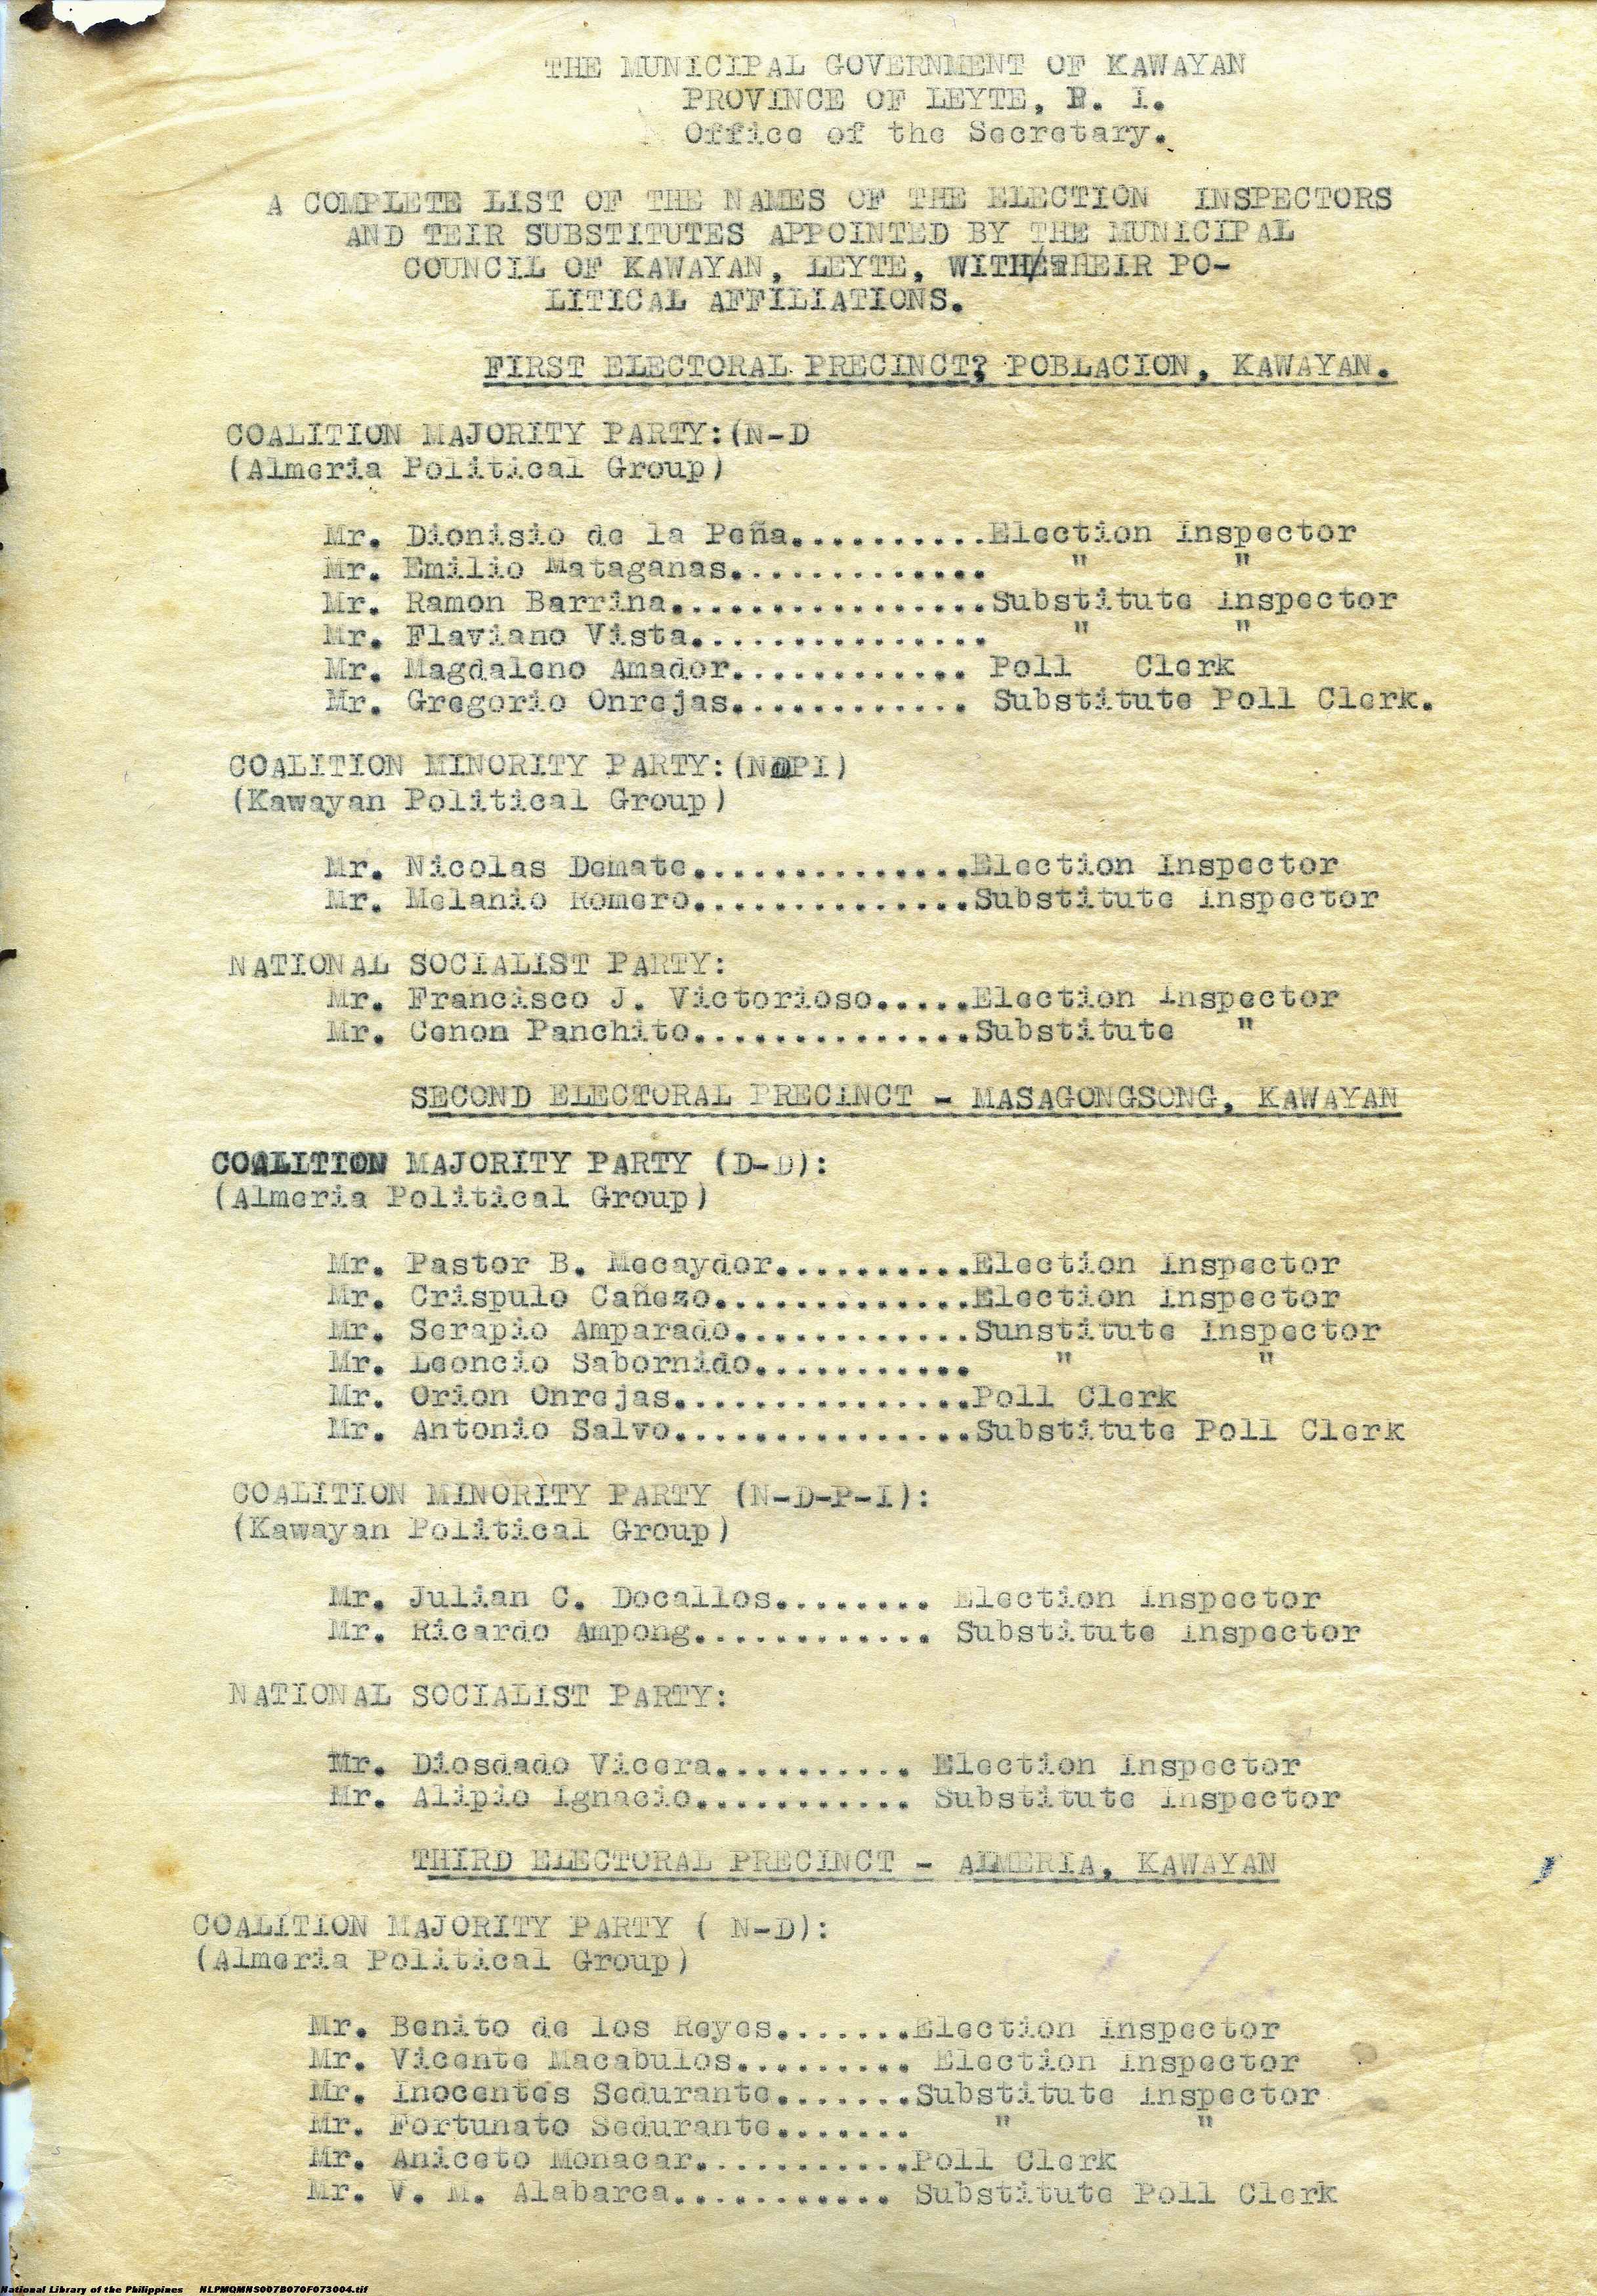 THE MUNICIPAL GOVERNMENT OF KAWAYAN
PROVINCE OF LEYTE, P. I.
Office of the Secretary.
A COMPLETE LIST OF THE NAMES OF THE ELECTION INSPECTORS
AND TEIR SUBSTITUTES APPOINTED BY THE MUNICIPAL
COUNCIL OF KAWAYAN, LEYTE, WITH/THEIR PO-
LITICAL AFFILIATIONS.
FIRST ELECTORAL PRECINCT? POBLACION, KAWAYAN.
COALITION MAJORITY PARTY:(N-D
(Almeria Political Group)
Mr. Dionisio de la Peña..........Election Inspector
Mr. Emilio Mataganas............. " "
Mr. Ramon Barrina................Substitute Inspector
Mr. Flaviano Vista............... " "
Mr. Magdaleno Amador............ Poll Clerk
Mr. Gregorio Onrejas............ Substitute Poll Clerk.
COALITION MINORITY PARTY:(NDPI)
(Kawayan Political Group)
Mr. Nicolas Demate..............Election Inspector
Mr. Melanio Romero..............Substitute Inspector
NATIONAL SOCIALIST PARTY:
Mr. Francisco J. Victorioso.....Election Inspector
Mr. Cenon Panchito..............Substitute "
SECOND ELECTORAL PRECINCT - MASAGONGSONG, KAWAYAN
COALITION MAJORITY PARTY (D-D):
(Almeria Political Group)
Mr. Pastor B. Mecaydor..........Election Inspector
Mr. Crispulo Cañezo.............Election Inspector
Mr. Serapio Amparado............Sunstitute Inspector
Mr. Leoncio Sabornido........... " "
Mr. Orion Onrejas...............Poll Clerk
Mr. Antonio Salvo...............Substitute Poll Clerk
COALITION MINORITY PARTY (N-D-P-I):
(Kawayan Political Group)
Mr. Julian C. Docallos........ Election Inspector
Mr. Ricardo Ampong............ Substitute Inspector
NATIONAL SOCIALIST PARTY:
Mr. Diosdado Vicera.......... Election Inspector
Mr. Alipio Ignacio........... Substitute Inspector
THIRD ELECTORAL PRECINCT - ALMERIA, KAWAYAN
COALITION MAJORITY PARTY ( N-D):
(Almeria Political Group)
Mr. Benito de los Reyes.......Election Inspector
Mr. Vicente Macabulos......... Election Inspector
Mr. Inocentes Sedurante.......Substitute Inspector
Mr. Fortunato Sedurante....... " "
Mr. Aniceto Monacar...........Poll Clerk
Mr. V. M. Alabarca........... Substitute Poll Clerk
National Library of the Philippines NLPMQMNS007B070F073004.tif